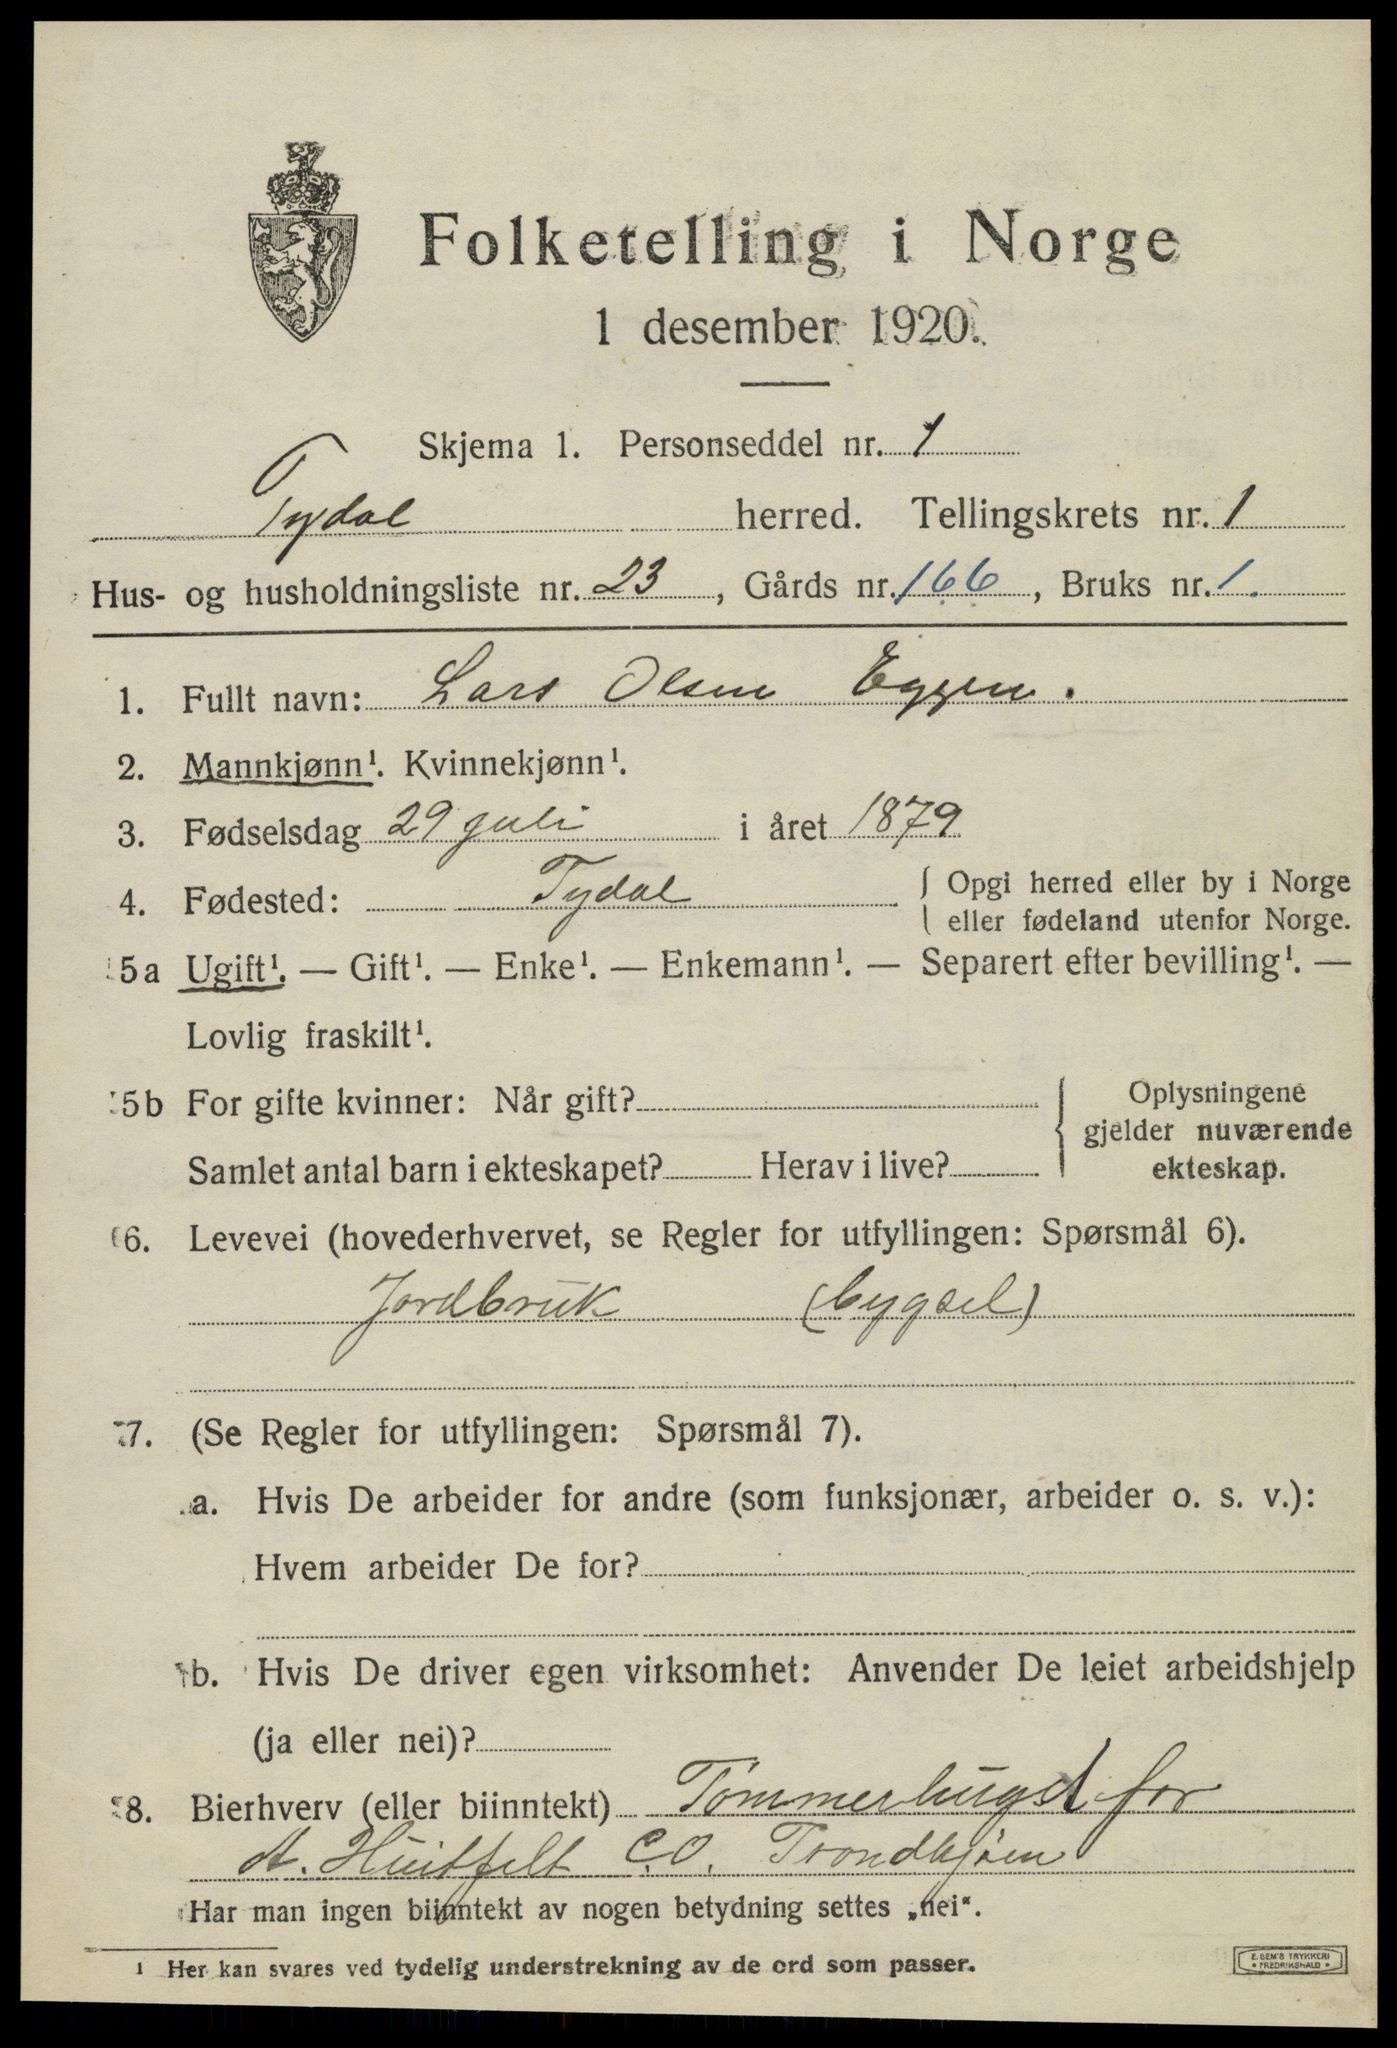 Folketelling i Norge
1 desember 1920.
Skjema 1. Personseddel nr. 1
Tydal herred. Tellingskrets nr. 1
Hus- og husholdningsliste nr. 23, Gårds nr. 166, Bruks nr. 1.
1. Fullt navn: Lars Olsen Eggen.
2. Mannkjønn¹. Kvinnekjønn¹.
3. Fødselsdag 29 juli i året 1879
4. Fødested: Tydal { Opgi herred eller by i Norge
eller fødeland utenfor Norge.
5a Ugift¹. — Gift¹. — Enke¹. — Enkemann¹. — Separert efter bevilling¹. —
Lovlig fraskilt¹.
5b For gifte kvinner: Når gift?
Samlet antal barn i ekteskapet? Herav i live?
{ Oplysningene
gjelder nuværende
ekteskap.
6. Levevei (hovederhvervet, se Regler for utfyllingen: Spørsmål 6).
Jordbruk (bygsel)
7. (Se Regler for utfyllingen: Spørsmål 7).
a. Hvis De arbeider for andre (som funksjonær, arbeider o. s. v.):
Hvem arbeider De for?
b. Hvis De driver egen virksomhet: Anvender De leiet arbeidshjelp
(ja eller nei)?
8. Bierhverv (eller biinntekt) Tømmerhugst for
A. Huitfelt C.O. Trondhjem
Har man ingen biinntekt av nogen betydning settes „nei“.
¹ Her kan svares ved tydelig understrekning av de ord som passer.
E. SEM'S TRYKKERI
FREDRIKSHALD